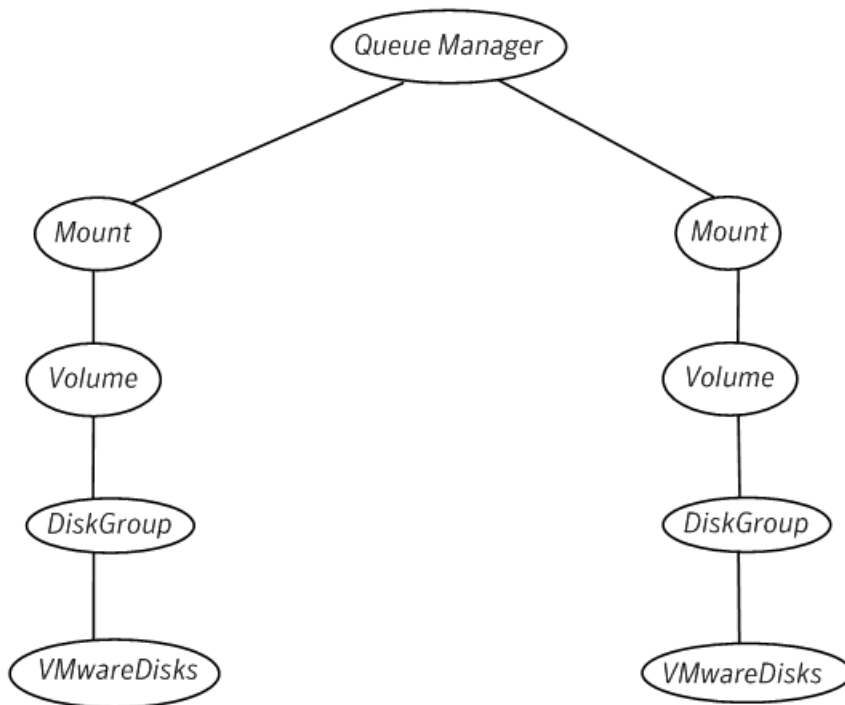 Queue Manager
Mount
Mount
Volume
Volume
DiskGroup
DiskGroup
VMwareDisks
VMwareDisks